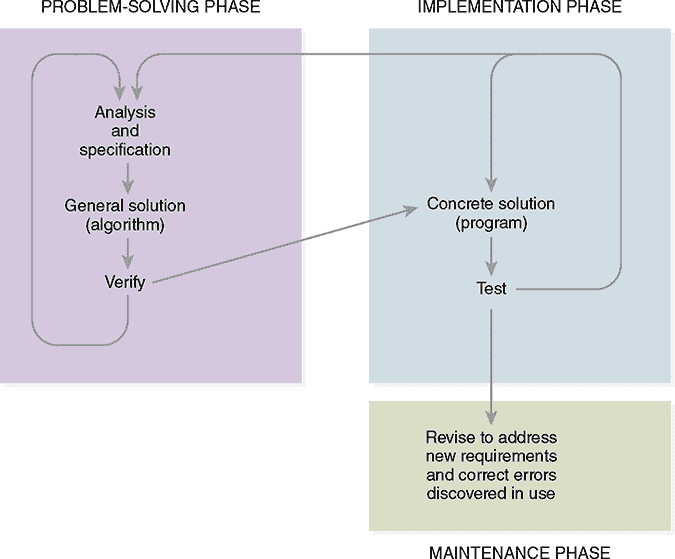 PROBLEM-SOLVING PHASE
IMPLEMENTATION PHASE
Analysis
and
specification
General solution
(algorithm)
Verify
Concrete solution
(program)
Test
Revise to address
new requirements
and correct errors
discovered in use
MAINTENANCE PHASE